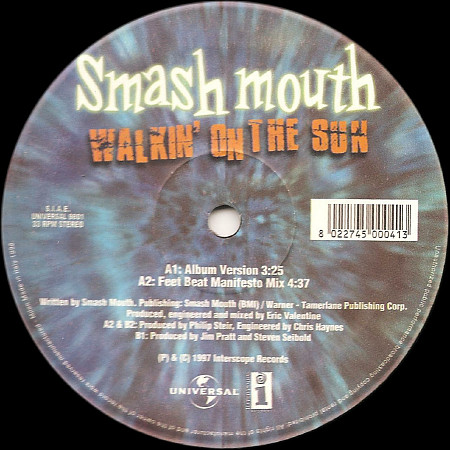 Smash mouth
WALKIN' ON THE SUN
S.I.A.E.
UNIVERSAL 9801
33 RPM STEREO
8 022745 000413
A1: Album Version 3:25
A2: Feet Beat Manifesto Mix 4:37
Written by Smash Mouth. Publishing: Smash Mouth (BMI) / Warner - Tamerlane Publishing Corp.
Produced, engineered and mixed by Eric Valentine
A2 & B2: Produced by Philip Steir, Engineered by Chris Haynes
B1: Produced by Jim Pratt and Steven Seibold
(P) & (C) 1997 Interscope Records
UNIVERSAL
i